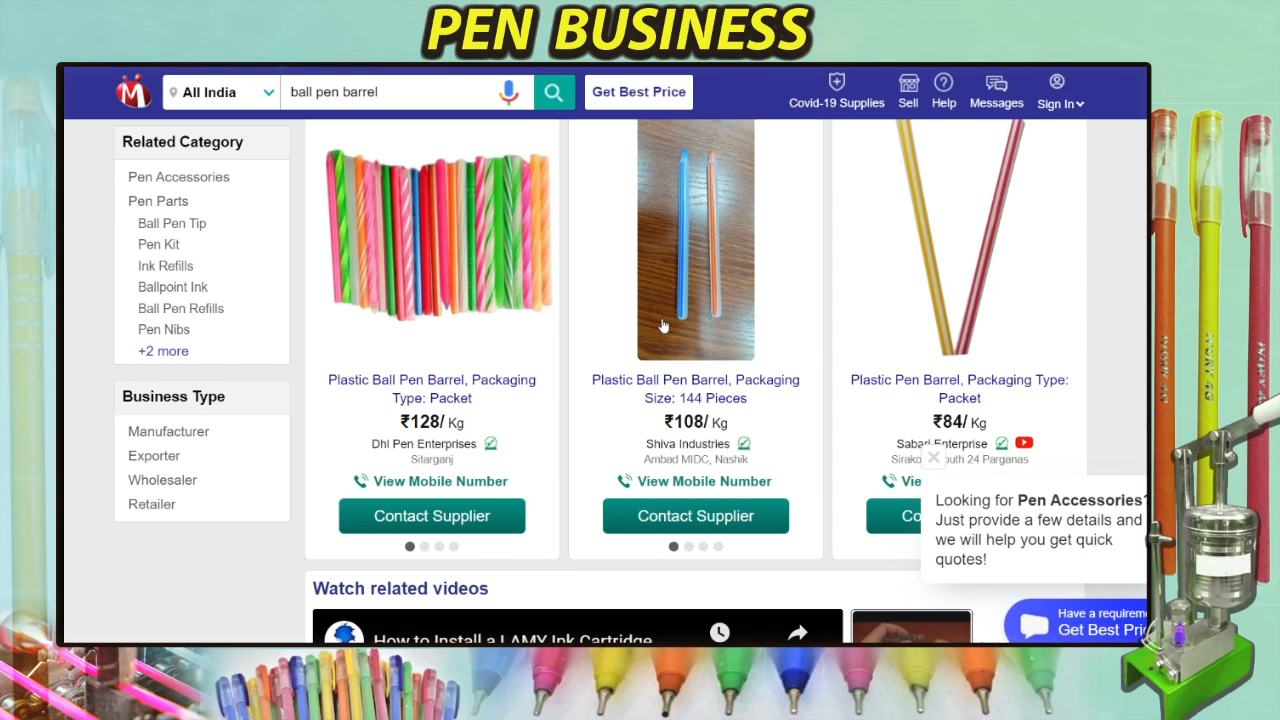 PEN BUSINESS
All India
ball pen barrel
Get Best Price
Covid-19 Supplies
Sell
Help
Messages
Sign In
Related Category
Pen Accessories
Pen Parts
Ball Pen Tip
Pen Kit
Ink Refills
Ballpoint Ink
Ball Pen Refills
Pen Nibs
+2 more
Business Type
Manufacturer
Exporter
Wholesaler
Retailer
Plastic Ball Pen Barrel, Packaging
Type: Packet
₹128/ Kg
Dhl Pen Enterprises
Sitarganj
View Mobile Number
Contact Supplier
Plastic Ball Pen Barrel, Packaging
Size: 144 Pieces
₹108/ Kg
Shiva Industries
Ambad MIDC, Nashik
View Mobile Number
Contact Supplier
Plastic Pen Barrel, Packaging Type:
Packet
₹84/ Kg
Sabari Enterprise
24 Parganas
Looking for Pen Accessories?
Just provide a few details and
we will help you get quick
quotes!
Watch related videos
How to Install a LAMY Ink Cartridge
Have a requireme
Get Best Pric